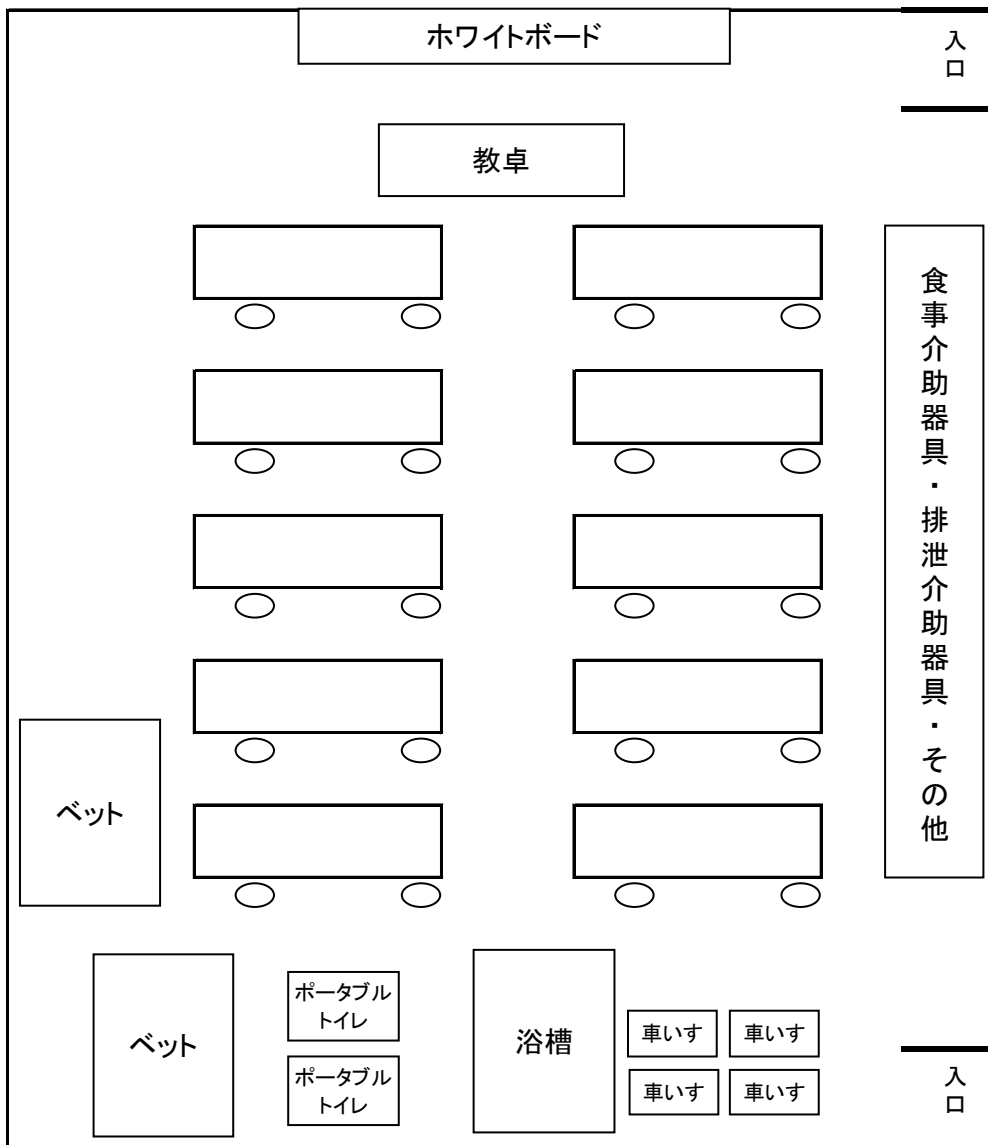 ホワイトボード
入口
教卓
食事介助器具・排泄介助器具・その他
ベット
ベット
ポータブル
トイレ
ポータブル
トイレ
浴槽
車いす
車いす
車いす
車いす
入口